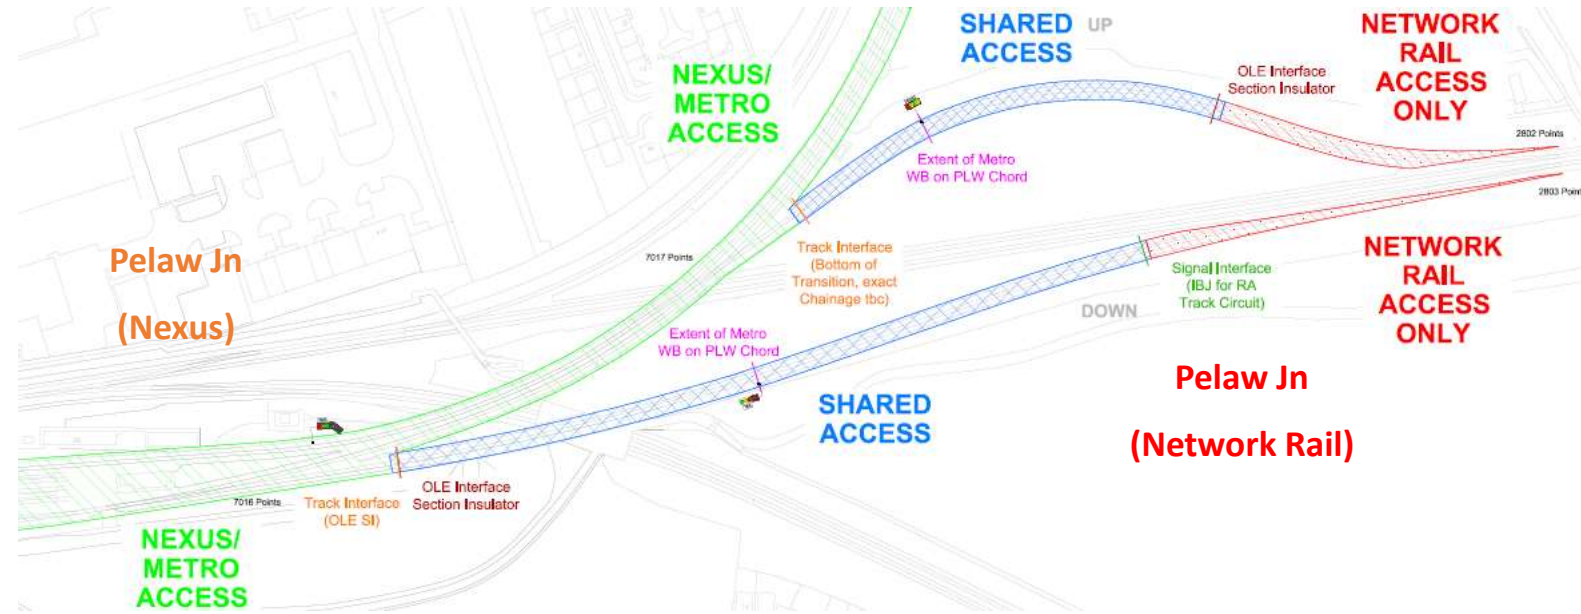 SHARED
ACCESS
UP
NETWORK
RAIL
ACCESS
ONLY
NEXUS/
METRO
ACCESS
OLE Interface
Section Insulator
2802 Points
Extent of Metro
WB on PLW Chord
2803 Point
Pelaw Jn
(Nexus)
7017 Points
Track Interface
(Bottom of
Transition, exact
Chainage tbc)
Signal Interface
(IBJ for RA
Track Circuit)
NETWORK
RAIL
ACCESS
ONLY
DOWN
Extent of Metro
WB on PLW Chord
Pelaw Jn
(Network Rail)
SHARED
ACCESS
7016 Points
Track Interface
(OLE SI)
OLE Interface
Section Insulator
NEXUS/
METRO
ACCESS